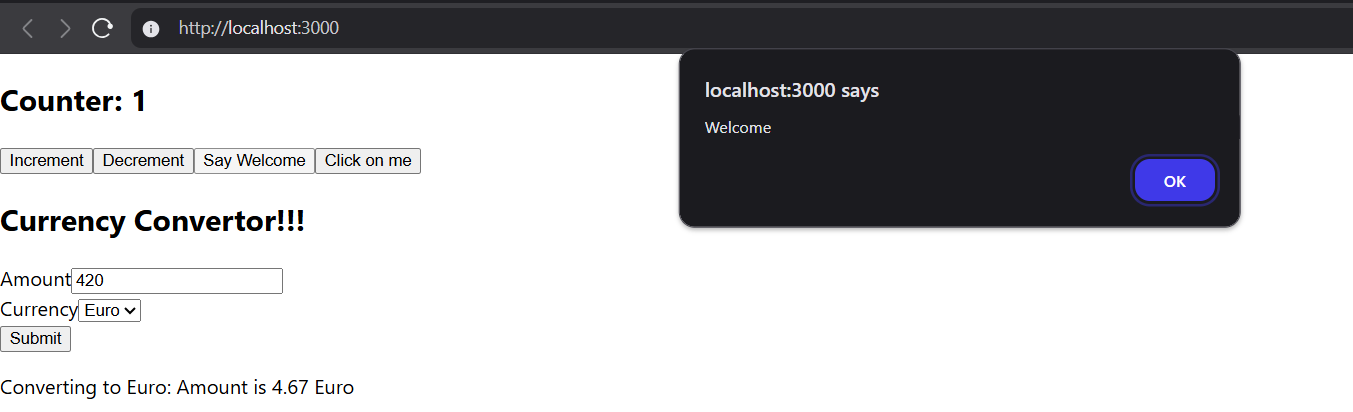 http://localhost:3000
localhost:3000 says
Welcome
OK
Counter: 1
Increment Decrement Say Welcome Click on me
Currency Convertor!!!
Amount 420
Currency Euro
Submit
Converting to Euro: Amount is 4.67 Euro